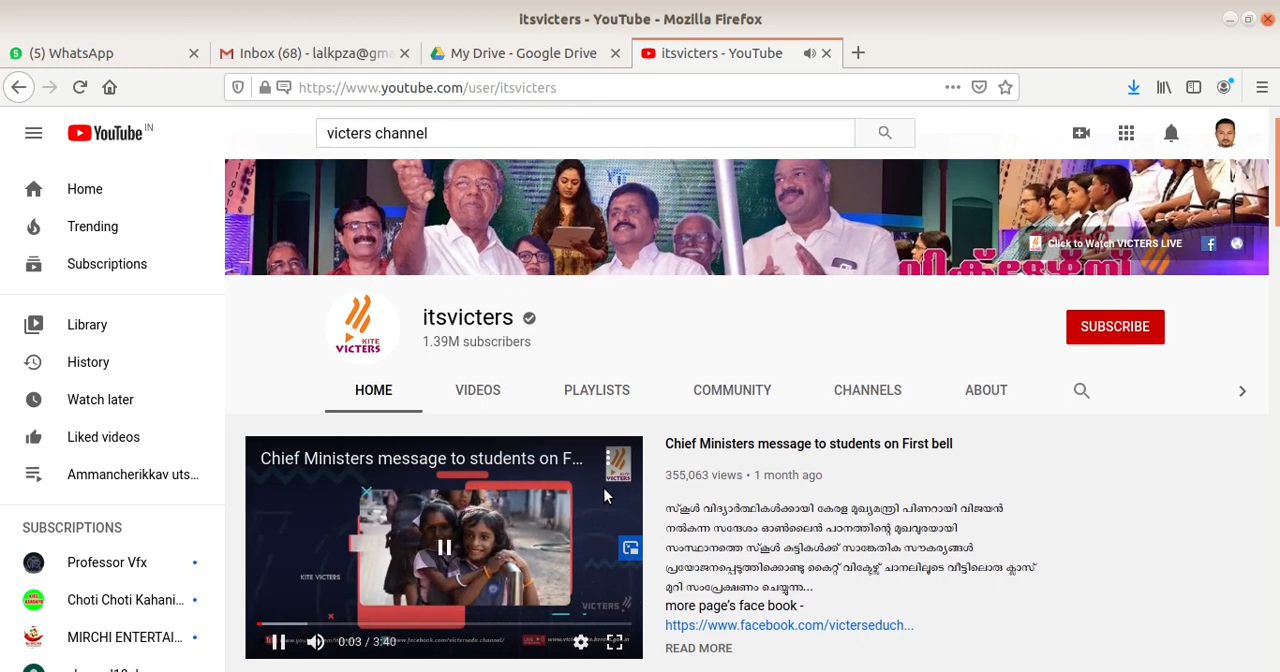 itsvicters - YouTube - Mozilla Firefox
(5) WhatsApp
Inbox (68) - lalkpza@gma
My Drive - Google Drive
itsvicters - YouTube
https://www.youtube.com/user/itsvicters
YouTube IN
victers channel
Home
Trending
Subscriptions
Library
History
Watch later
Liked videos
Ammancherikkav uts...
SUBSCRIPTIONS
Professor Vfx
Choti Choti Kahani...
MIRCHI ENTERTAI...
Click to Watch VICTERS LIVE
വിക്ടേഴ്സ്
KITE
VICTERS
itsvicters
1.39M subscribers
SUBSCRIBE
HOME
VIDEOS
PLAYLISTS
COMMUNITY
CHANNELS
ABOUT
Chief Ministers message to students on F...
KITE VICTERS
VICTERS
0:03 / 3:40
Chief Ministers message to students on First bell
355,063 views • 1 month ago
സ്കൂൾ വിദ്യാർത്ഥികൾക്കായി കേരള മുഖ്യമന്ത്രി പിണറായി വിജയൻ
നൽകുന്ന സന്ദേശം ഓൺലൈൻ പഠനത്തിന്റെ മുഖവുരയായി
സംസ്ഥാനത്തെ സ്കൂൾ കുട്ടികൾക്ക് സാങ്കേതിക സൗകര്യങ്ങൾ
പ്രയോജനപ്പെടുത്തിക്കൊണ്ടു കൈറ്റ് വിക്ടേഴ്സ് ചാനലിലൂടെ വീട്ടിലൊരു ക്ലാസ്
മുറി സംപ്രേക്ഷണം ചെയ്യുന്നു...
more page's face book -
https://www.facebook.com/victerseduch...
READ MORE